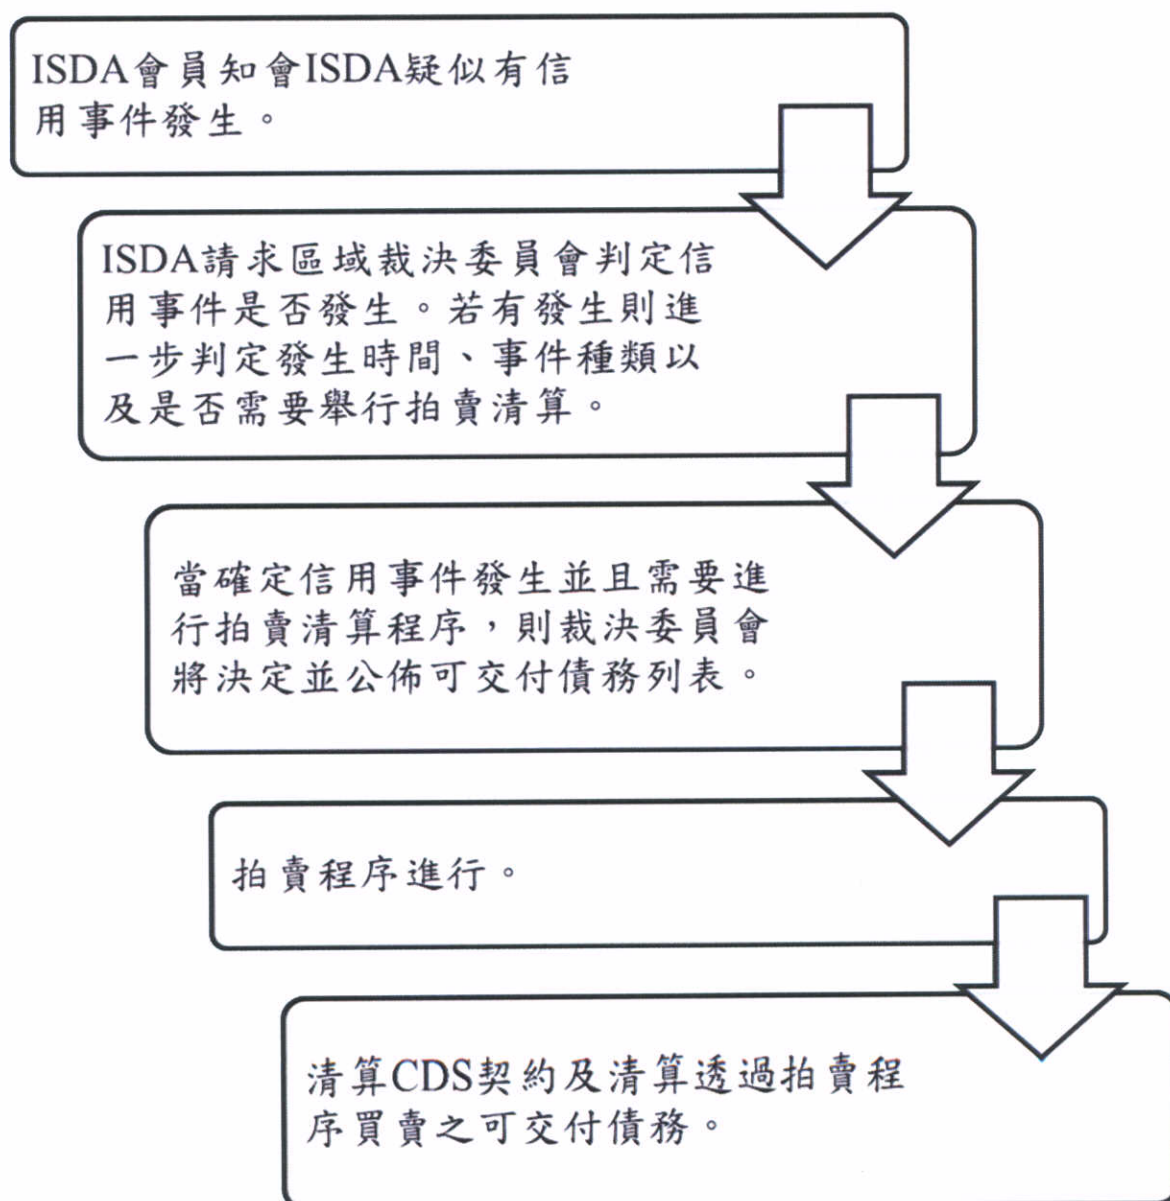 ISDA會員知會ISDA疑似有信
用事件發生。
ISDA請求區域裁決委員會判定信
用事件是否發生。若有發生則進
一步判定發生時間、事件種類以
及是否需要舉行拍賣清算。
當確定信用事件發生並且需要進
行拍賣清算程序，則裁決委員會
將決定並公佈可交付債務列表。
拍賣程序進行。
清算CDS契約及清算透過拍賣程
序買賣之可交付債務。